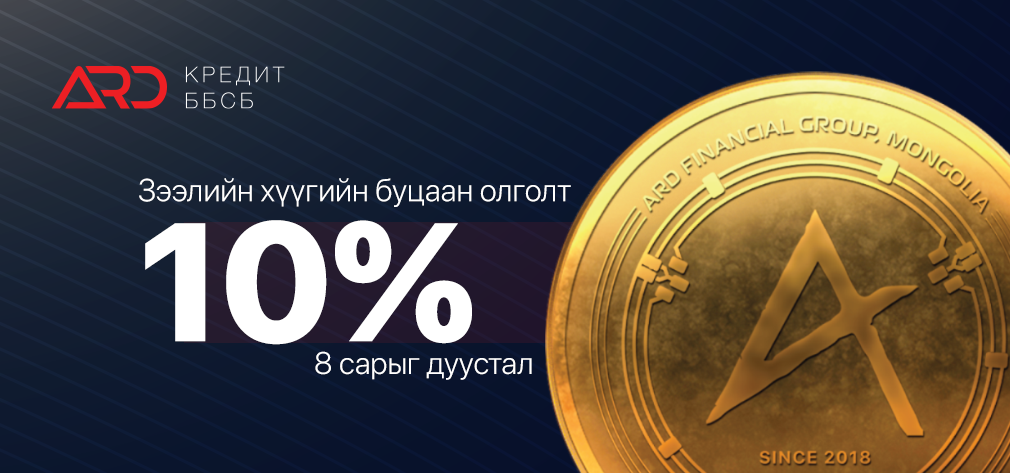 ARD
КРЕДИТ
ББСБ
Зээлийн хүүгийн буцаан олголт
10%
8 сарыг дуустал
ARD FINANCIAL GROUP, MONGOLIA
SINCE 2018